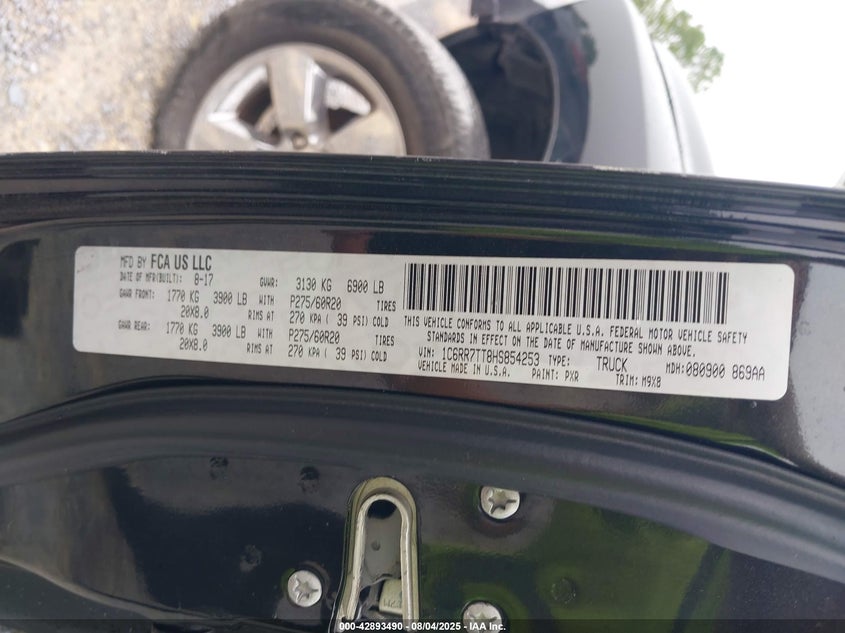 MFD BY FCA US LLC
DATE OF MFR(BUILT): 8-17 GVWR: 3130 KG 6900 LB
GAWR FRONT: 1770 KG 3900 LB WITH P275/60R20 TIRES
20X8.0 RIMS AT 270 KPA ( 39 PSI) COLD
GAWR REAR: 1770 KG 3900 LB WITH P275/60R20 TIRES
20X8.0 RIMS AT 270 KPA ( 39 PSI) COLD
THIS VEHICLE CONFORMS TO ALL APPLICABLE U.S.A. FEDERAL MOTOR VEHICLE SAFETY
STANDARDS IN EFFECT ON THE DATE OF MANUFACTURE SHOWN ABOVE.
VIN: 1C6RR7TT8HS854253 TYPE: TRUCK MDH:080900 869AA
VEHICLE MADE IN U.S.A. PAINT: PXR TRIM: M9X8
000-42893490 - 08/04/2025 - IAA Inc.